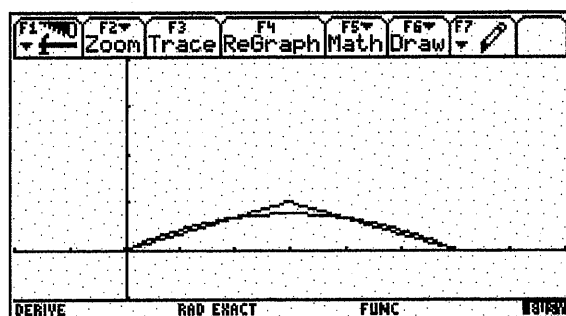 F1 F2 F3 F4 F5 F6 F7
Zoom Trace ReGraph Math Draw
DERIVE RAD EXACT FUNC